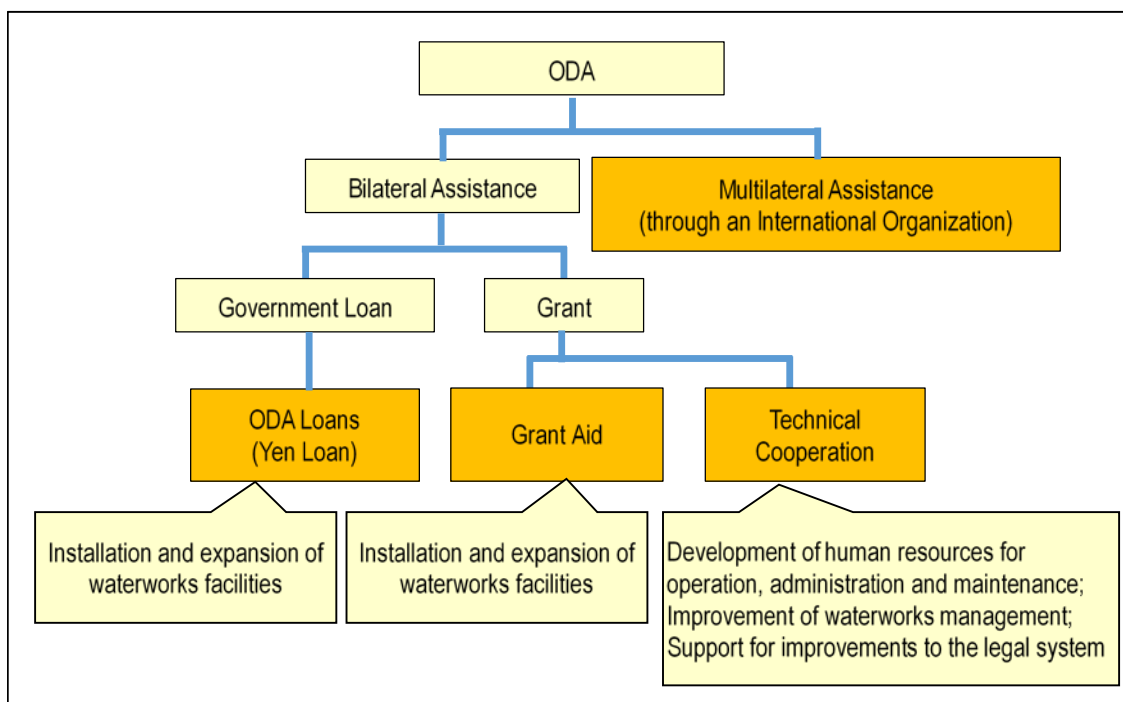 ODA
Bilateral Assistance
Multilateral Assistance
(through an International Organization)
Government Loan
Grant
ODA Loans
(Yen Loan)
Grant Aid
Technical
Cooperation
Installation and expansion of
waterworks facilities
Installation and expansion of
waterworks facilities
Development of human resources for
operation, administration and maintenance;
Improvement of waterworks management;
Support for improvements to the legal system